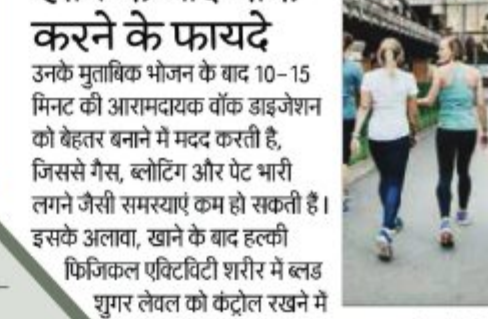 करने के फायदे
उनके मुताबिक भोजन के बाद 10-15
मिनट की आरामदायक वॉक डाइजेशन
को बेहतर बनाने में मदद करती है,
जिससे गैस, ब्लोटिंग और पेट भारी
लगने जैसी समस्याएं कम हो सकती हैं।
इसके अलावा, खाने के बाद हल्की
फिजिकल एक्टिविटी शरीर में ब्लड
शुगर लेवल को कंट्रोल रखने में